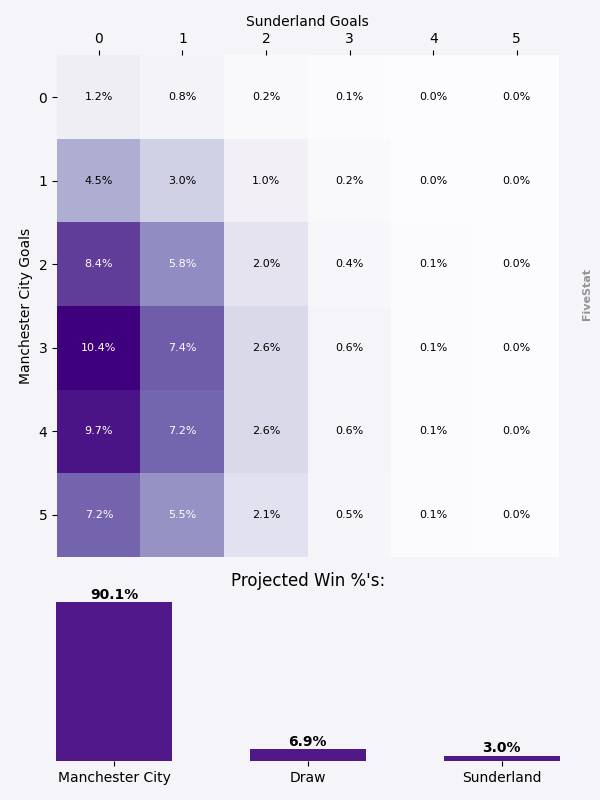 Sunderland Goals
0 1 2 3 4 5
0 1.2% 0.8% 0.2% 0.1% 0.0% 0.0%
1 4.5% 3.0% 1.0% 0.2% 0.0% 0.0%
2 8.4% 5.8% 2.0% 0.4% 0.1% 0.0%
3 10.4% 7.4% 2.6% 0.6% 0.1% 0.0%
4 9.7% 7.2% 2.6% 0.6% 0.1% 0.0%
5 7.2% 5.5% 2.1% 0.5% 0.1% 0.0%
Manchester City Goals
FiveStat
Projected Win %'s:
90.1% 6.9% 3.0%
Manchester City Draw Sunderland